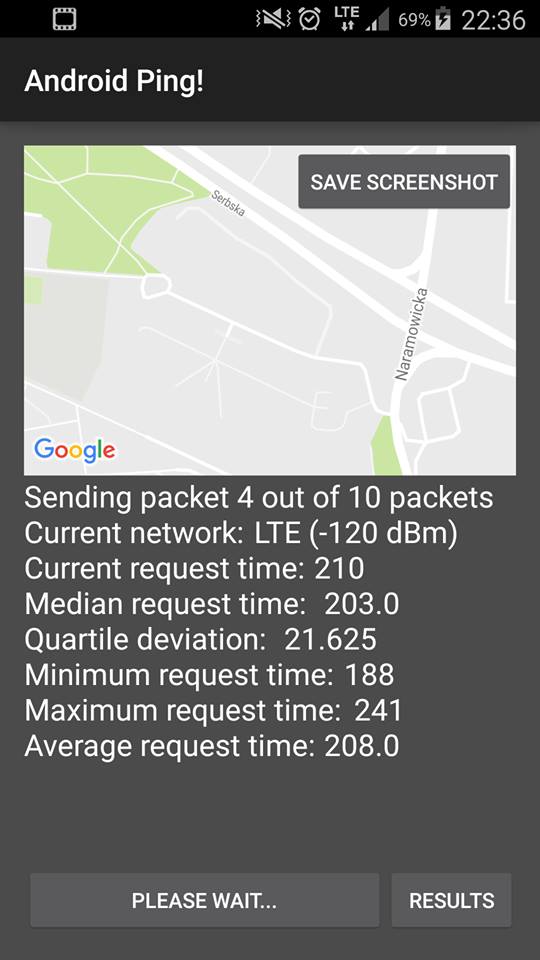 LTE 69% 22:36
Android Ping!
SAVE SCREENSHOT
Serbska
Naramowicka
Google
Sending packet 4 out of 10 packets
Current network: LTE (-120 dBm)
Current request time: 210
Median request time: 203.0
Quartile deviation: 21.625
Minimum request time: 188
Maximum request time: 241
Average request time: 208.0
PLEASE WAIT... RESULTS